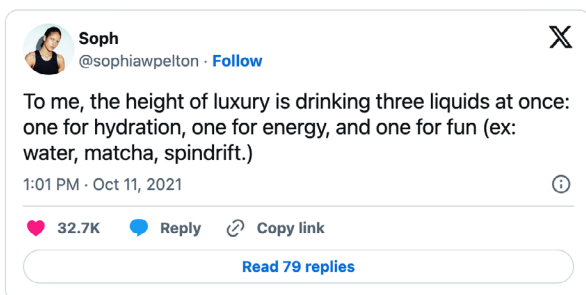 Soph
@sophiawpelton · Follow
To me, the height of luxury is drinking three liquids at once:
one for hydration, one for energy, and one for fun (ex:
water, matcha, spindrift.)
1:01 PM · Oct 11, 2021
32.7K Reply Copy link
Read 79 replies